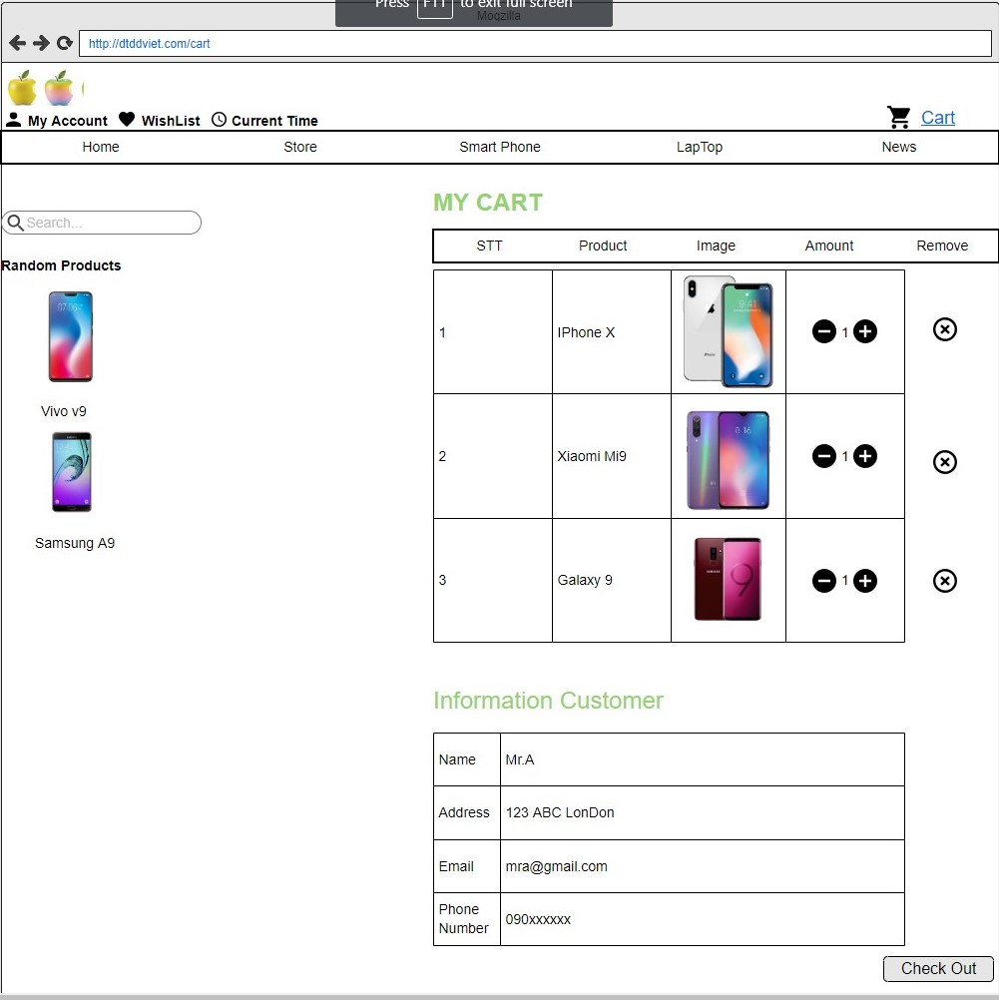 Press F11 to exit full screen
Moqzilla
http://dtddviet.com/cart
My Account WishList Current Time Cart
Home Store Smart Phone LapTop News
MY CART
Search...
STT Product Image Amount Remove
Random Products
1 IPhone X 1
Vivo v9
2 Xiaomi Mi9 1
Samsung A9
3 Galaxy 9 1
Information Customer
Name Mr.A
Address 123 ABC LonDon
Email mra@gmail.com
Phone
Number 090xxxxxx
Check Out